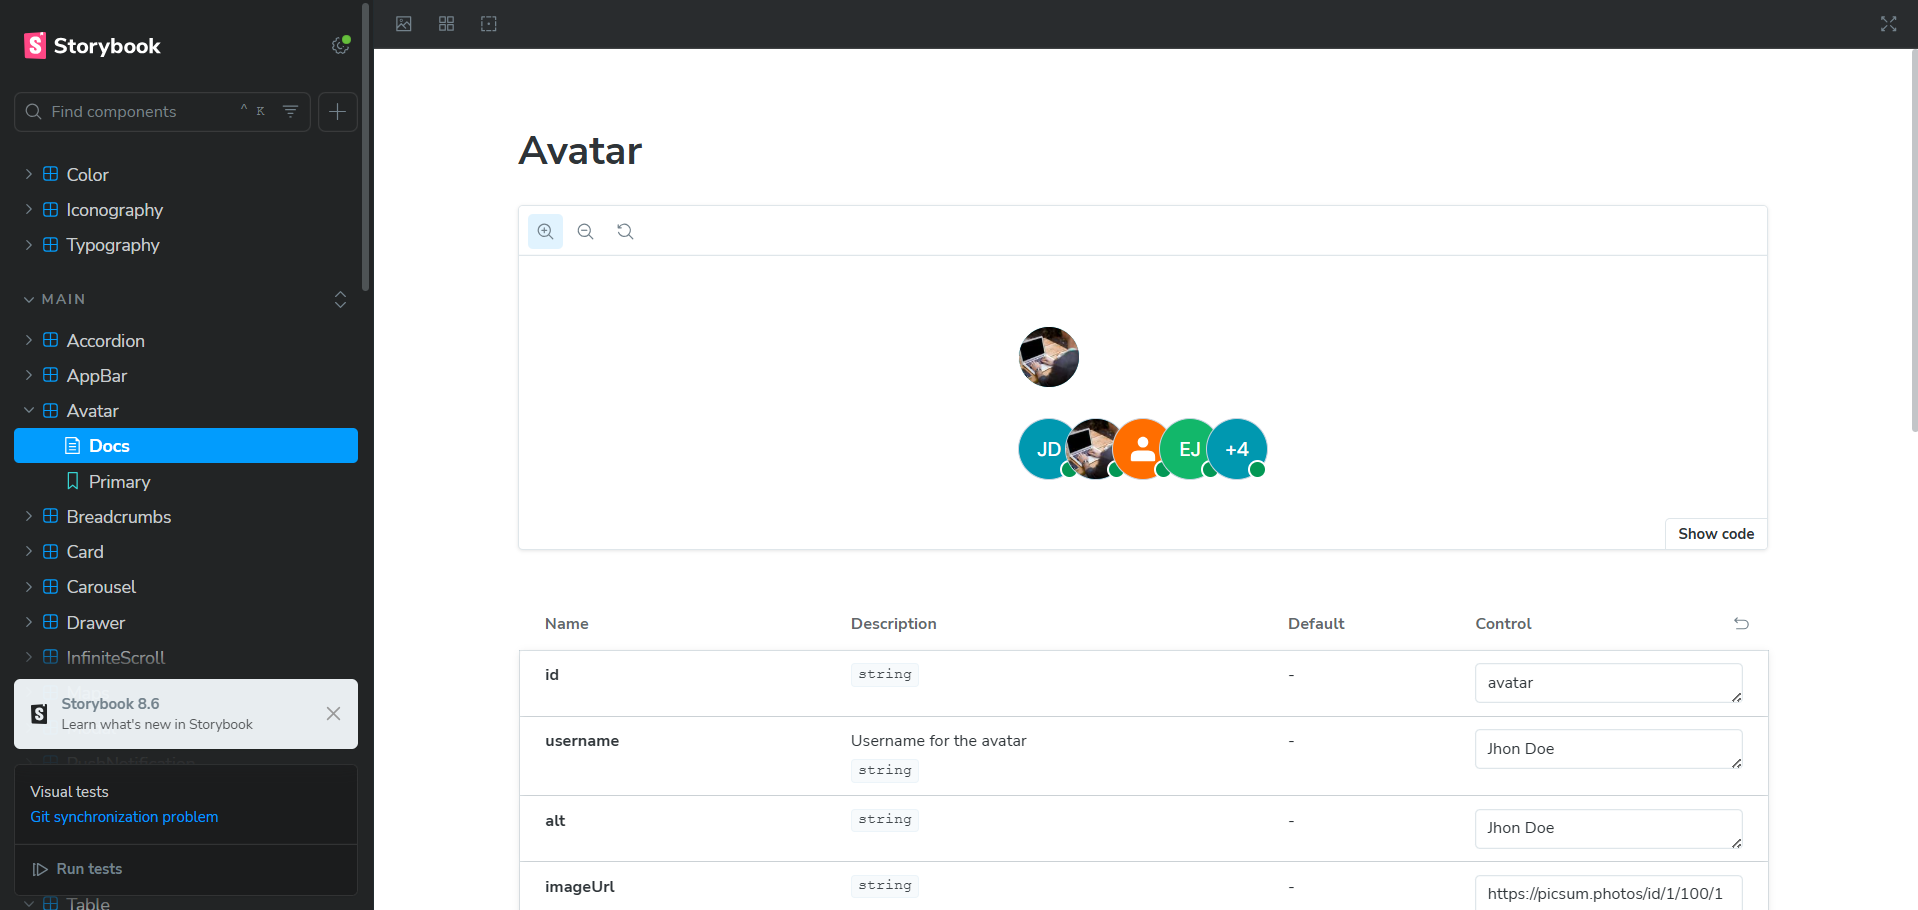 Storybook
Find components
^ K
Color
Iconography
Typography
MAIN
Accordion
AppBar
Avatar
Docs
Primary
Breadcrumbs
Card
Carousel
Drawer
InfiniteScroll
Storybook 8.6
Learn what's new in Storybook
PushNotification
Visual tests
Git synchronization problem
Run tests
Table
Avatar
JD
EJ
+4
Show code
Name Description Default Control
id string - avatar
username Username for the avatar - Jhon Doe
string
alt string - Jhon Doe
imageUrl string - https://picsum.photos/id/1/100/1